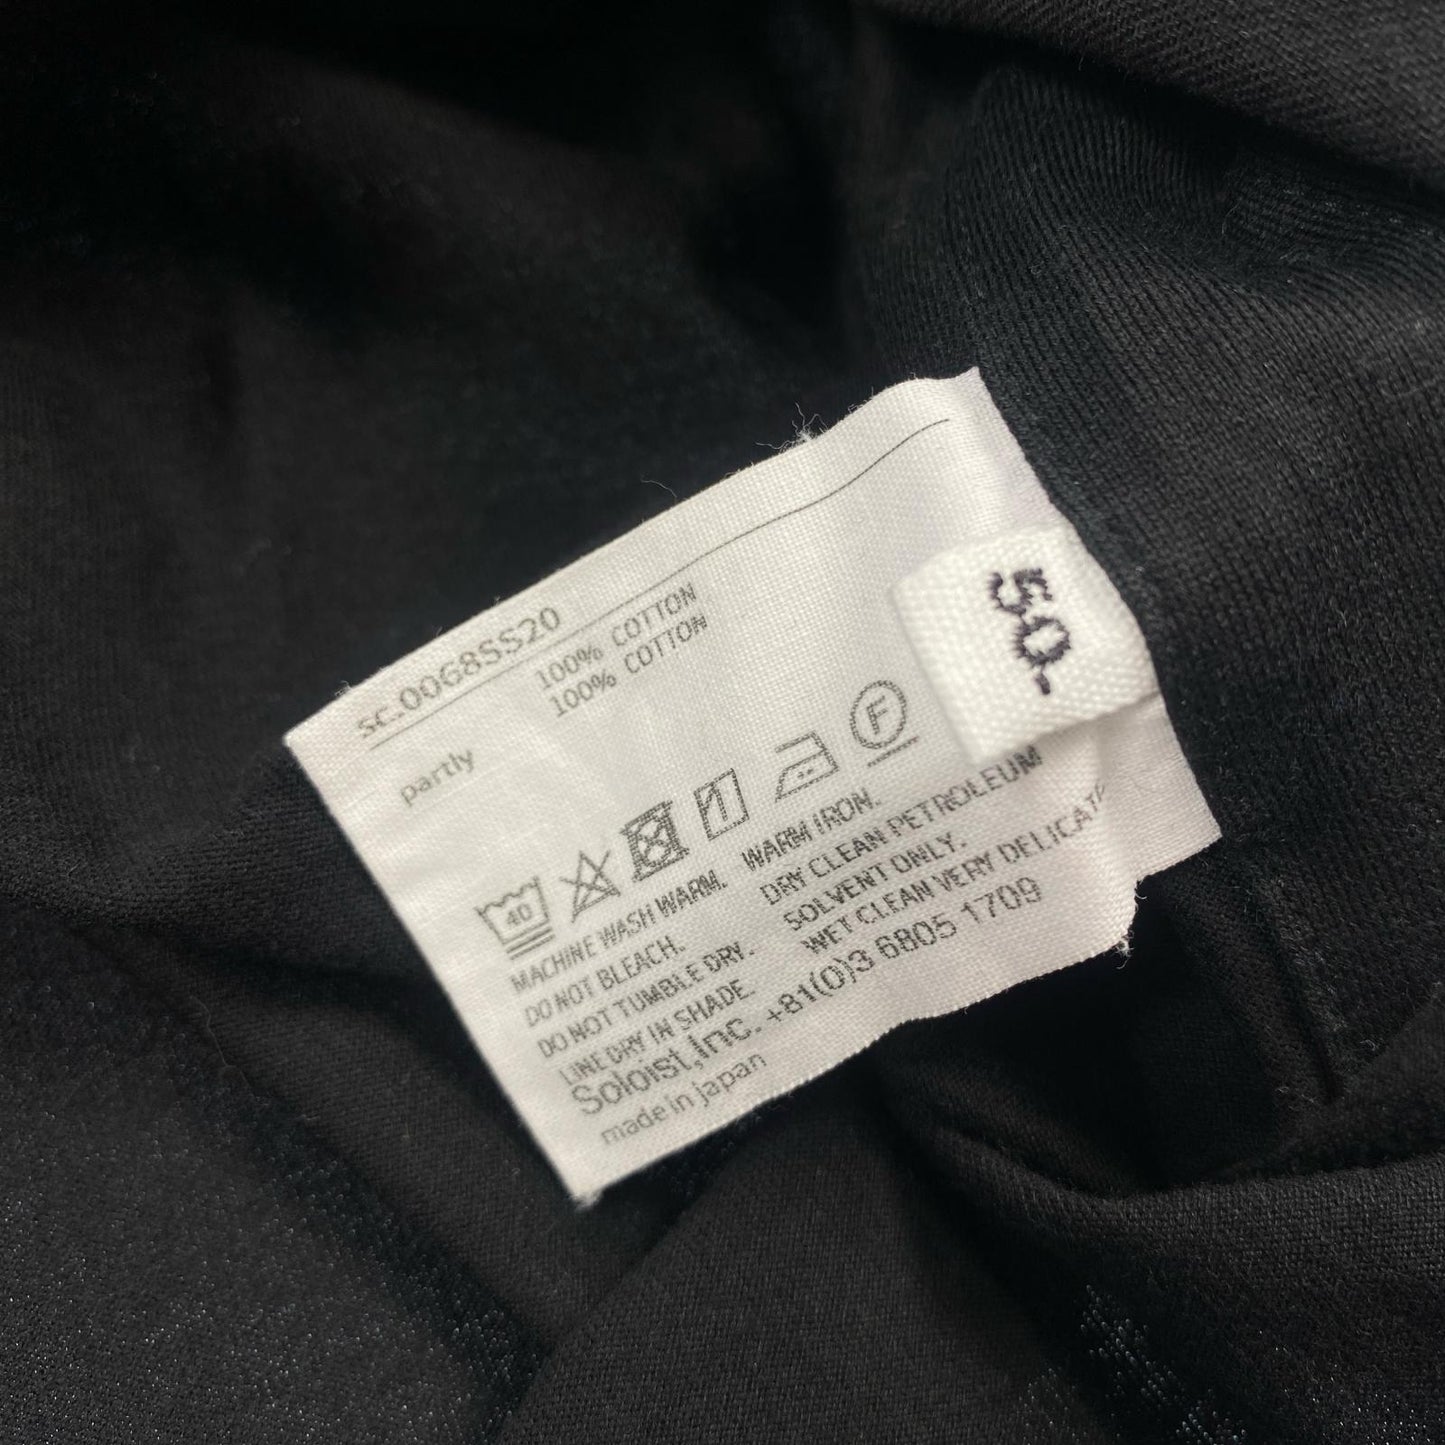 sc.0068SS20
100% COTTON
partly 100% COTTON
50.
40
F
MACHINE WASH WARM. WARM IRON.
DO NOT BLEACH. DRY CLEAN PETROLEUM
DO NOT TUMBLE DRY. SOLVENT ONLY.
LINE DRY IN SHADE. WET CLEAN VERY
Soloist,Inc. +81(0)3 6805 1709
made in japan